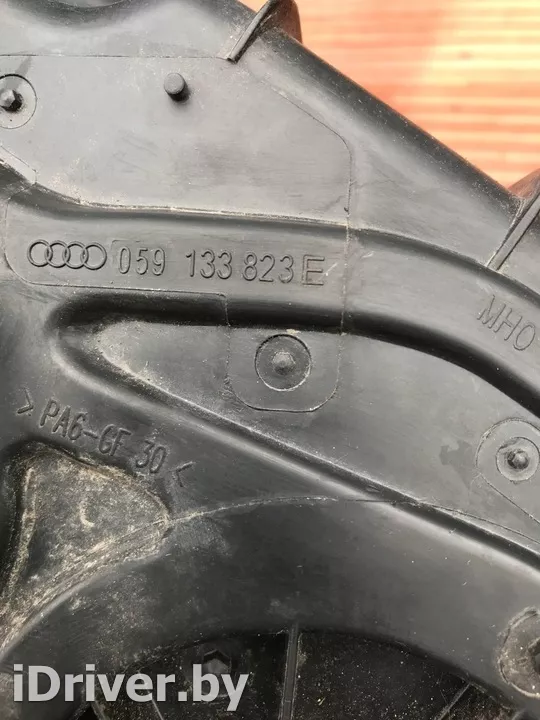 059 133 823 E
MHO
> PA6-GF 30 <
iDriver.by